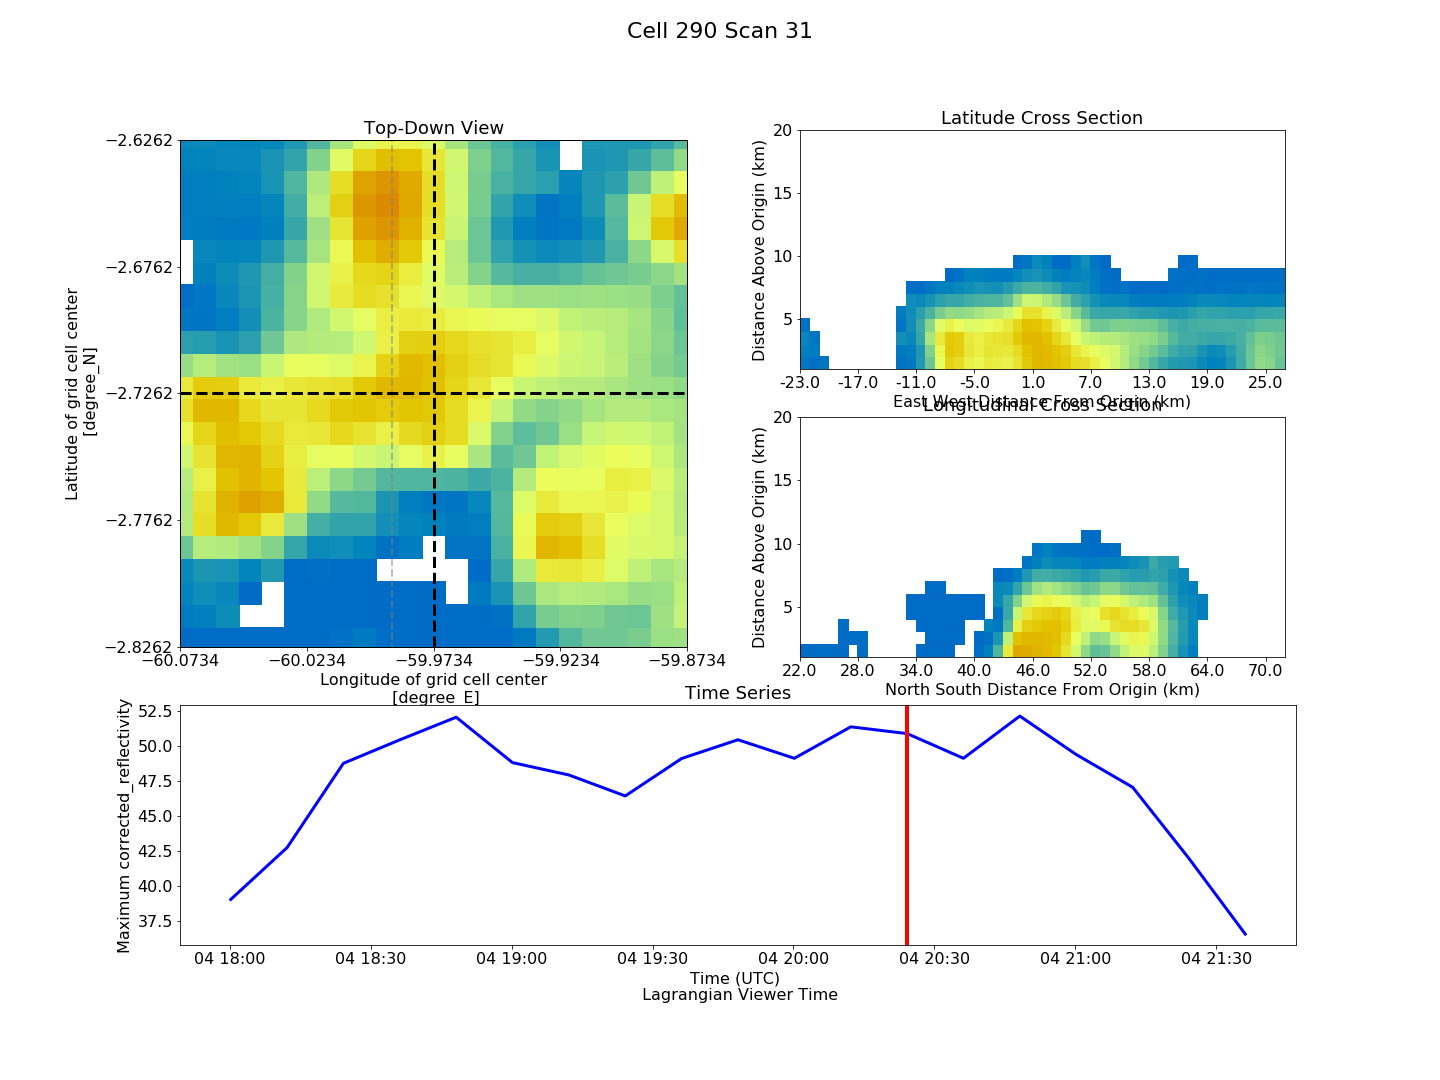 Cell 290 Scan 31
Top-Down View
−2.6262
−2.6762
−2.7262
−2.7762
−2.8262
Latitude of grid cell center
[degree_N]
−60.0734 −60.0234 −59.9734 −59.9234 −59.8734
Longitude of grid cell center
[degree_E]
Latitude Cross Section
20
15
10
5
Distance Above Origin (km)
-23.0 -17.0 -11.0 -5.0 1.0 7.0 13.0 19.0 25.0
East West Distance From Origin (km)
Longitudinal Cross Section
20
15
10
5
Distance Above Origin (km)
22.0 28.0 34.0 40.0 46.0 52.0 58.0 64.0 70.0
North South Distance From Origin (km)
Time Series
52.5
50.0
47.5
45.0
42.5
40.0
37.5
Maximum corrected_reflectivity
04 18:00 04 18:30 04 19:00 04 19:30 04 20:00 04 20:30 04 21:00 04 21:30
Time (UTC)
Lagrangian Viewer Time